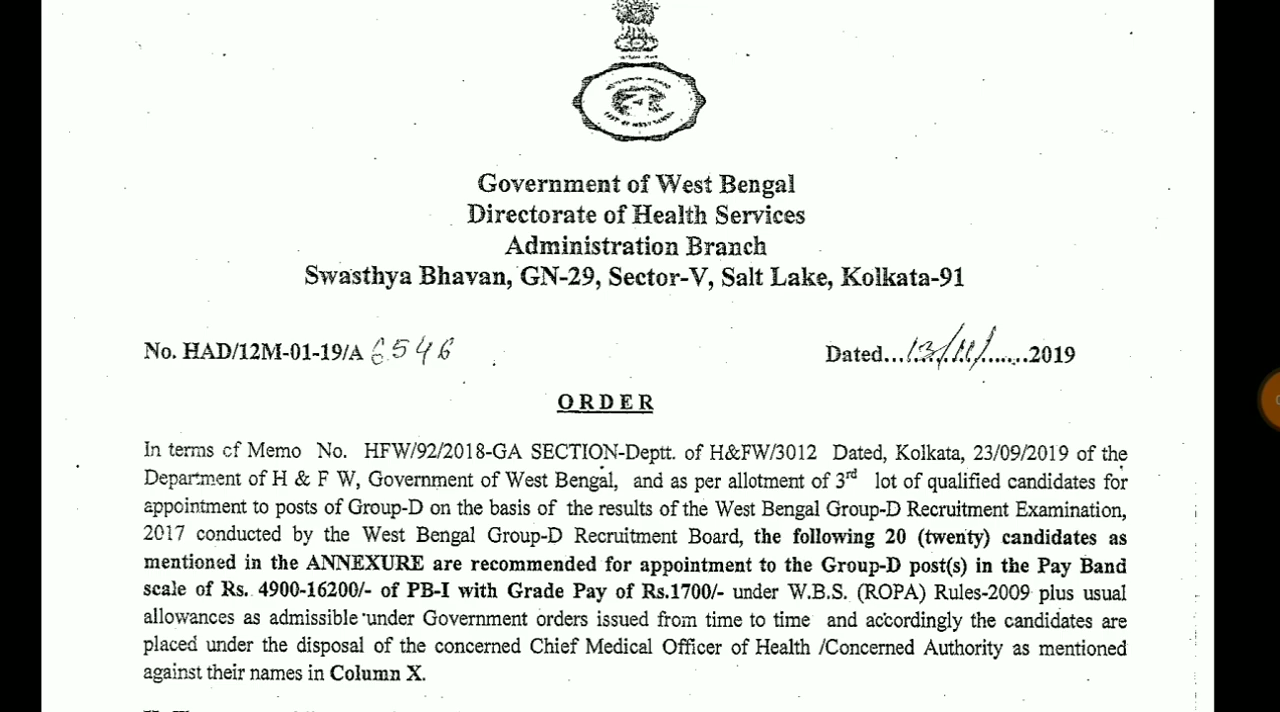 Government of West Bengal
Directorate of Health Services
Administration Branch
Swasthya Bhavan, GN-29, Sector-V, Salt Lake, Kolkata-91
No. HAD/12M-01-19/A 6546
Dated...13/11/......2019
ORDER
In terms of Memo No. HFW/92/2018-GA SECTION-Deptt. of H&FW/3012 Dated, Kolkata, 23/09/2019 of the
Department of H & F W, Government of West Bengal, and as per allotment of 3rd lot of qualified candidates for
appointment to posts of Group-D on the basis of the results of the West Bengal Group-D Recruitment Examination,
2017 conducted by the West Bengal Group-D Recruitment Board, the following 20 (twenty) candidates as
mentioned in the ANNEXURE are recommended for appointment to the Group-D post(s) in the Pay Band
scale of Rs. 4900-16200/- of PB-I with Grade Pay of Rs.1700/- under W.B.S. (ROPA) Rules-2009 plus usual
allowances as admissible under Government orders issued from time to time and accordingly the candidates are
placed under the disposal of the concerned Chief Medical Officer of Health /Concerned Authority as mentioned
against their names in Column X.